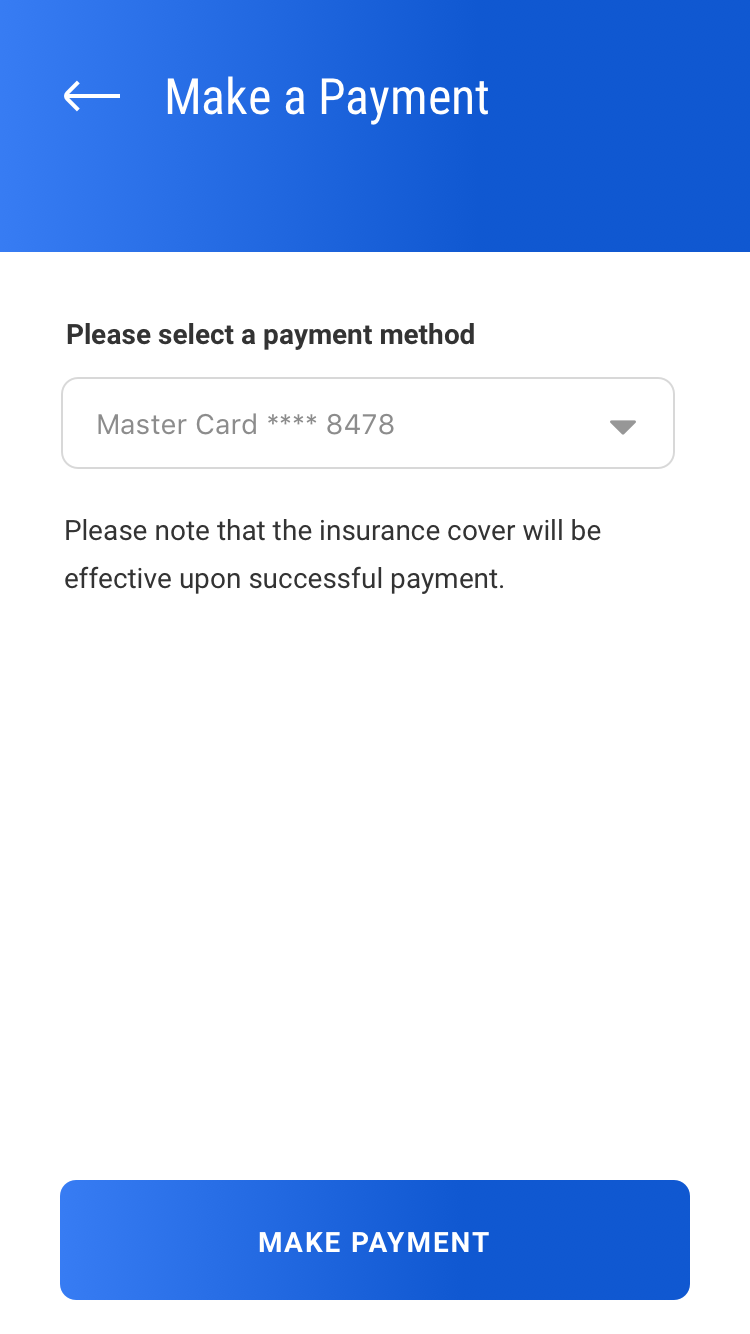 Make a Payment
Please select a payment method
Master Card **** 8478
Please note that the insurance cover will be
effective upon successful payment.
MAKE PAYMENT